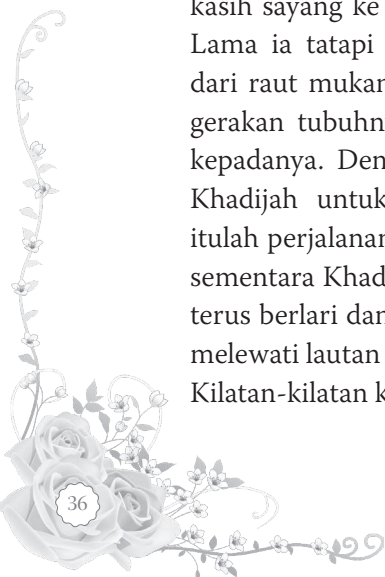 kasih sayang ke
Lama ia tatapi
dari raut mukan
gerakan tubuhn
kepadanya. Den
Khadijah untuk
itulah perjalanan
sementara Khad
terus berlari dan
melewati lautan
Kilatan-kilatan k
36